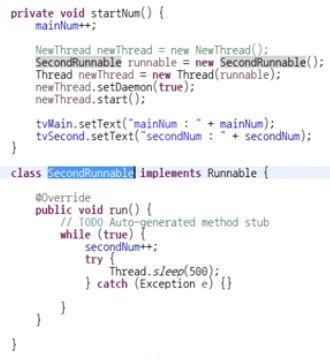 private void startNum() {
mainNum++;
NewThread newThread = new NewThread();
SecondRunnable runnable = new SecondRunnable();
Thread newThread = new Thread(runnable);
newThread.setDaemon(true);
newThread.start();
tvMain.setText("mainNum : " + mainNum);
tvSecond.setText("secondNum : " + secondNum);
}
class SecondRunnable implements Runnable {
@Override
public void run() {
// TODO Auto-generated method stub
while (true) {
secondNum++;
try {
Thread.sleep(500);
} catch (Exception e) {}
}
}
}